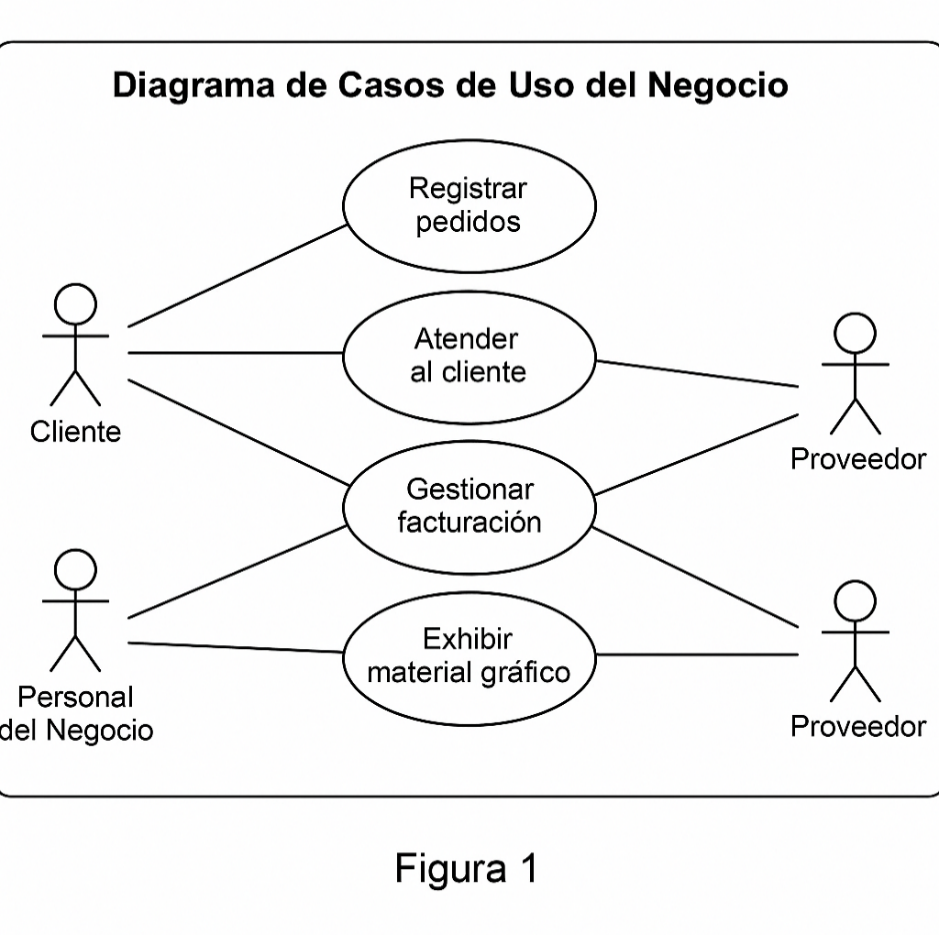 Diagrama de Casos de Uso del Negocio
Registrar
pedidos
Atender
al cliente
Cliente
Proveedor
Gestionar
facturación
Exhibir
material gráfico
Personal
del Negocio
Proveedor
Figura 1